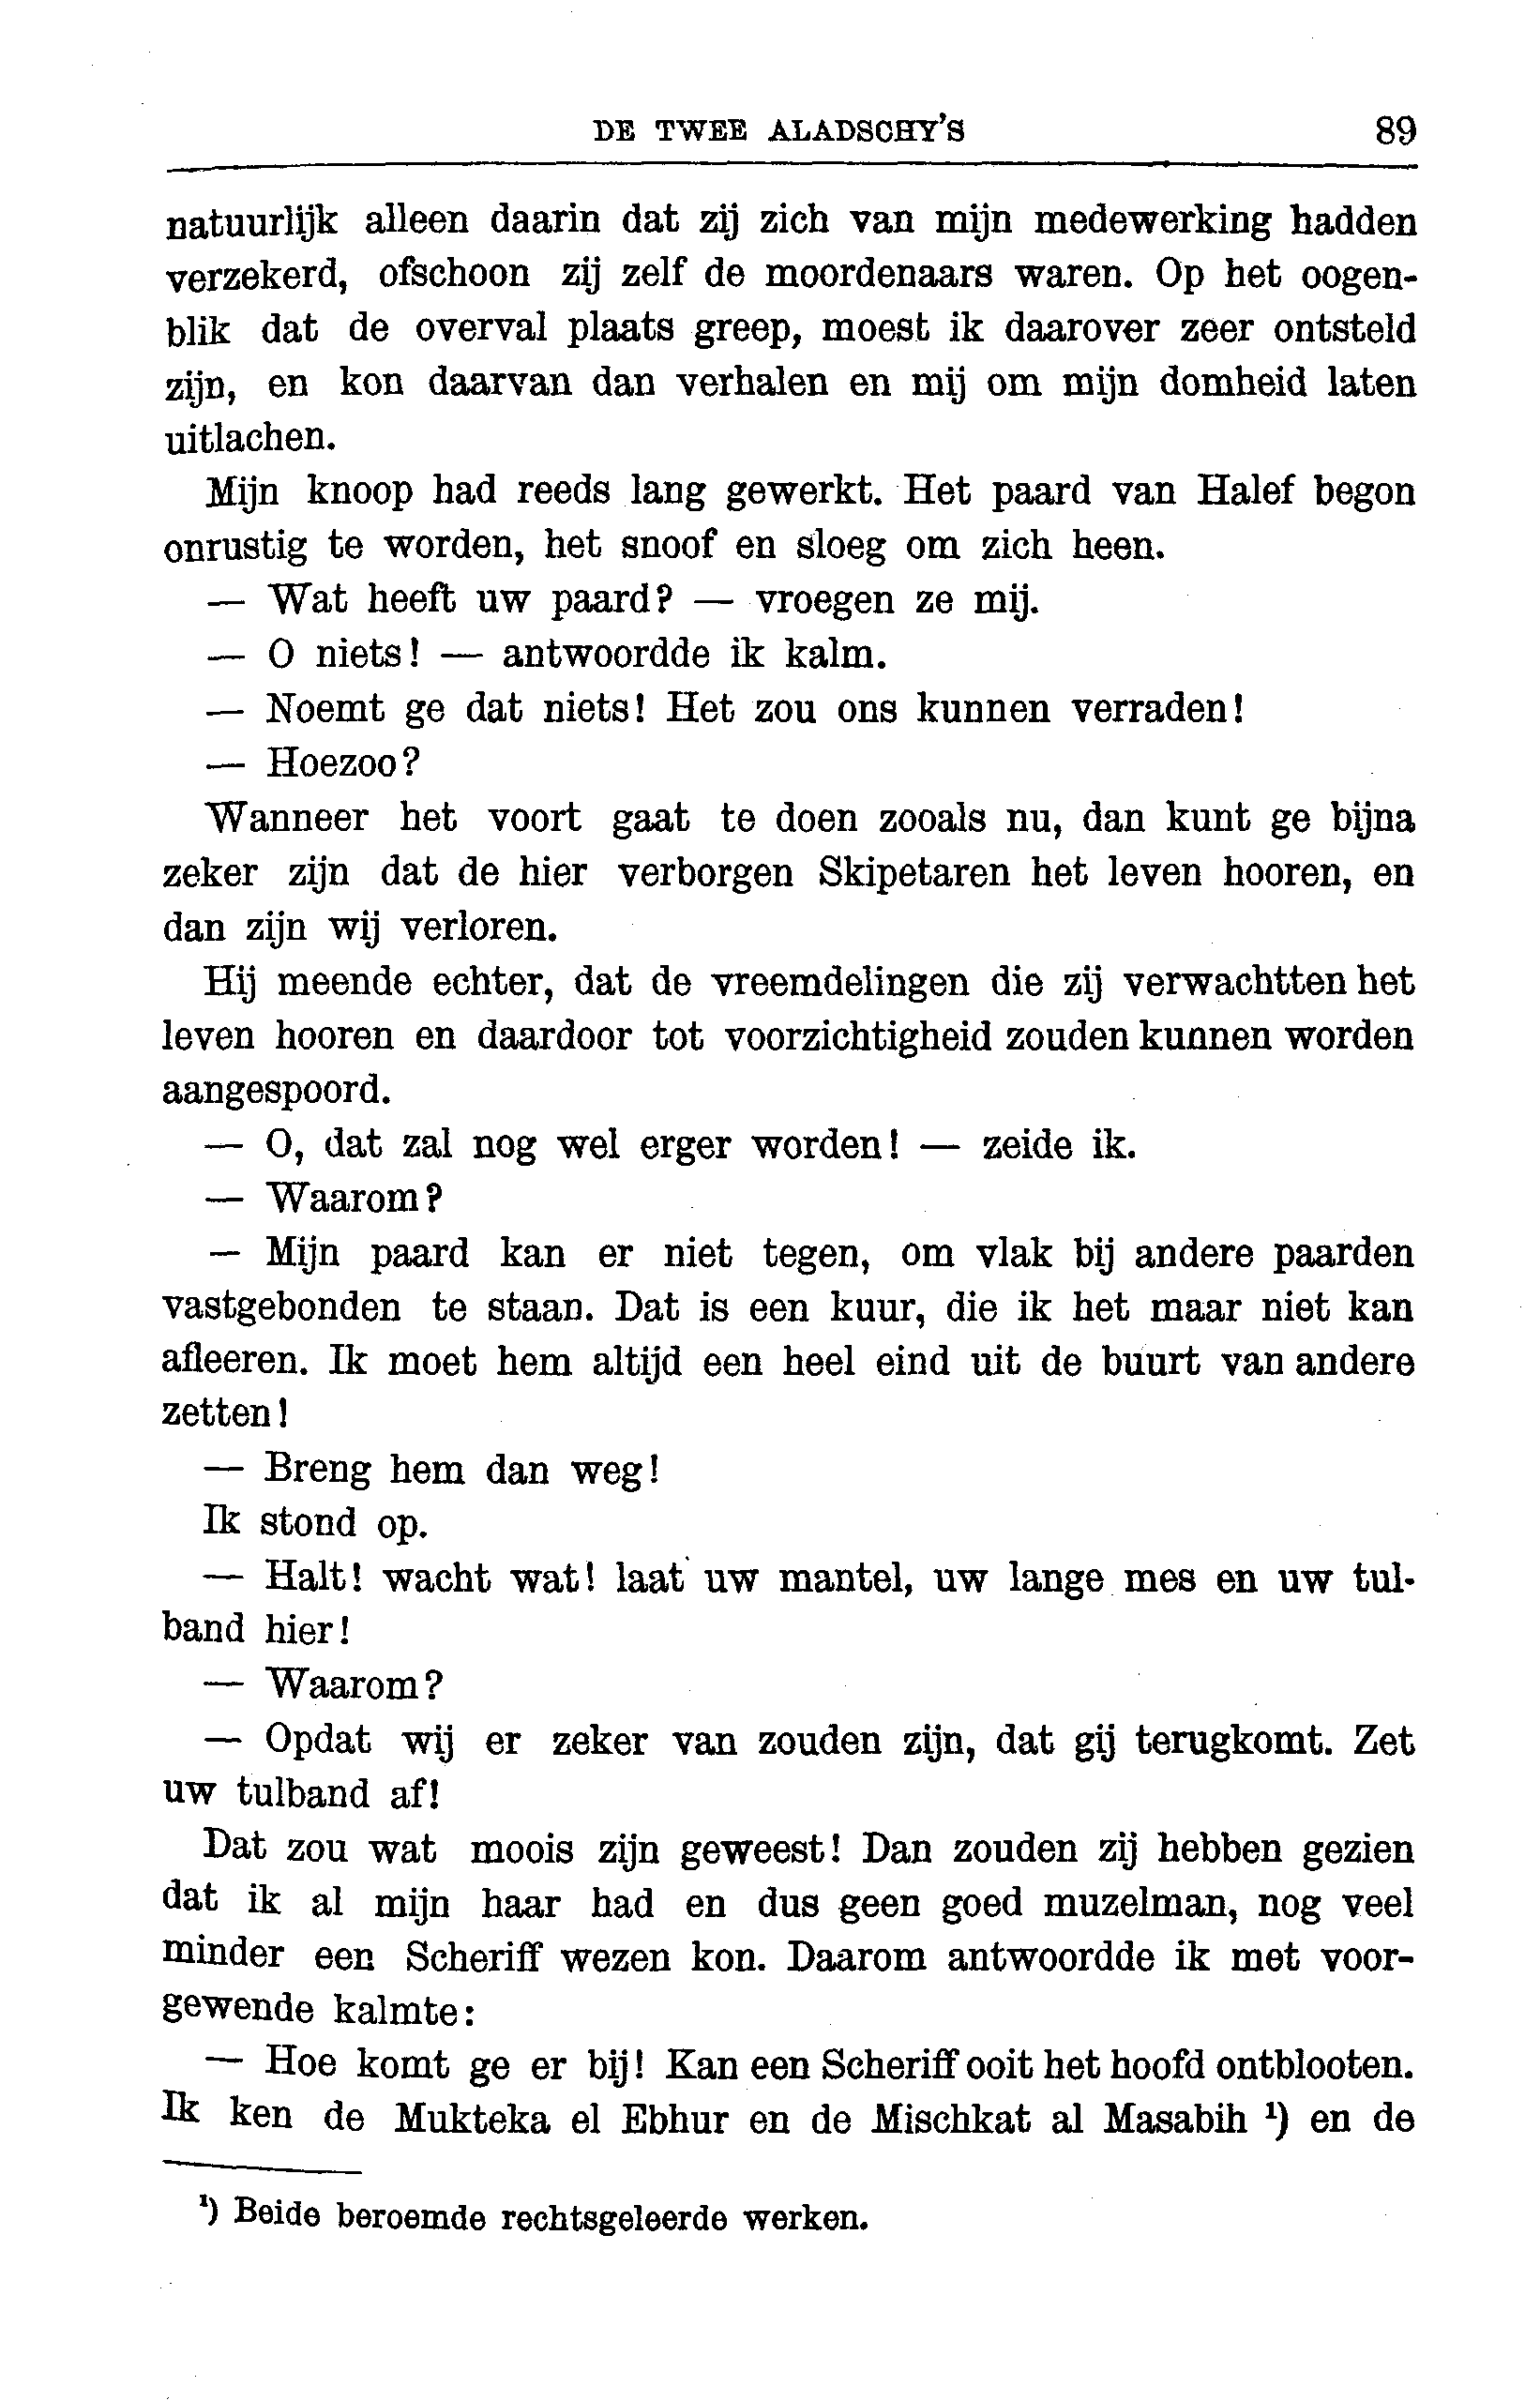 DE TWEE ALADSCHY'S 89
natuurlijk alleen daarin dat zij zich van mijn medewerking hadden
verzekerd, ofschoon zij zelf de moordenaars waren. Op het oogen-
blik dat de overval plaats greep, moest ik daarover zeer ontsteld
zijn, en kon daarvan dan verhalen en mij om mijn domheid laten
uitlachen.
Mijn knoop had reeds lang gewerkt. Het paard van Halef begon
onrustig te worden, het snoof en sloeg om zich heen.
— Wat heeft uw paard? — vroegen ze mij.
— O niets! — antwoordde ik kalm.
— Noemt ge dat niets! Het zou ons kunnen verraden!
— Hoezoo?
Wanneer het voort gaat te doen zooals nu, dan kunt ge bijna
zeker zijn dat de hier verborgen Skipetaren het leven hooren, en
dan zijn wij verloren.
Hij meende echter, dat de vreemdelingen die zij verwachtten het
leven hooren en daardoor tot voorzichtigheid zouden kunnen worden
aangespoord.
— O, dat zal nog wel erger worden! — zeide ik.
— Waarom?
— Mijn paard kan er niet tegen, om vlak bij andere paarden
vastgebonden te staan. Dat is een kuur, die ik het maar niet kan
afleeren. Ik moet hem altijd een heel eind uit de buurt van andere
zetten!
— Breng hem dan weg!
Ik stond op.
— Halt! wacht wat! laat uw mantel, uw lange mes en uw tul-
band hier!
— Waarom?
— Opdat wij er zeker van zouden zijn, dat gij terugkomt. Zet
uw tulband af!
Dat zou wat moois zijn geweest! Dan zouden zij hebben gezien
dat ik al mijn haar had en dus geen goed muzelman, nog veel
minder een Scheriff wezen kon. Daarom antwoordde ik met voor-
gewende kalmte:
— Hoe komt ge er bij! Kan een Scheriff ooit het hoofd ontblooten.
Ik ken de Mukteka el Ebhur en de Mischkat al Masabih ¹) en de
¹) Beide beroemde rechtsgeleerde werken.